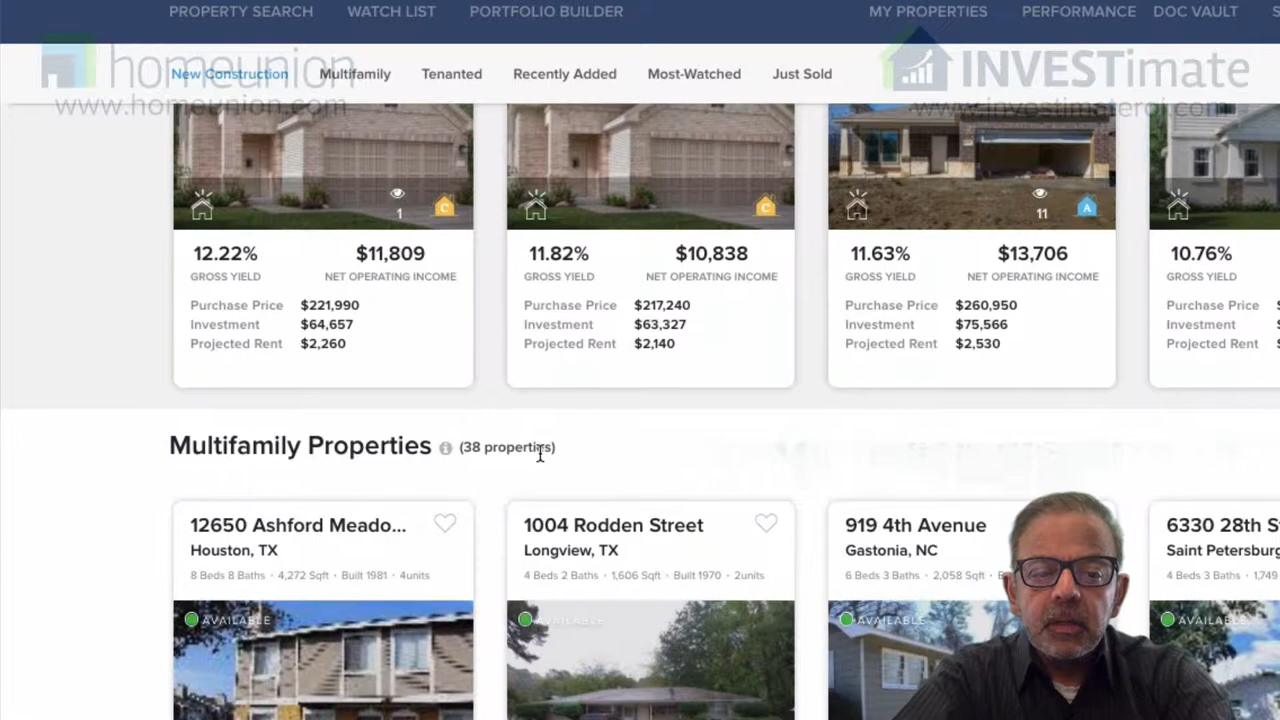 PROPERTY SEARCH WATCH LIST PORTFOLIO BUILDER MY PROPERTIES PERFORMANCE DOC VAULT
homeunion INVESTimate
New Construction Multifamily Tenanted Recently Added Most-Watched Just Sold
www.homeunion.com www.investimateroi.com
1 C C 11 A
12.22% $11,809 11.82% $10,838 11.63% $13,706 10.76%
GROSS YIELD NET OPERATING INCOME GROSS YIELD NET OPERATING INCOME GROSS YIELD NET OPERATING INCOME GROSS YIELD
Purchase Price $221,990 Purchase Price $217,240 Purchase Price $260,950 Purchase Price
Investment $64,657 Investment $63,327 Investment $75,566 Investment
Projected Rent $2,260 Projected Rent $2,140 Projected Rent $2,530 Projected Rent
Multifamily Properties (38 properties)
12650 Ashford Meado... 1004 Rodden Street 919 4th Avenue 6330 28th S
Houston, TX Longview, TX Gastonia, NC Saint Petersburg
8 Beds 8 Baths · 4,272 Sqft · Built 1981 · 4units 4 Beds 2 Baths · 1,606 Sqft · Built 1970 · 2units 6 Beds 3 Baths · 2,058 Sqft · 4 Beds 3 Baths · 1,749
AVAILABLE AVAILABLE AVAILABLE AVAILABLE